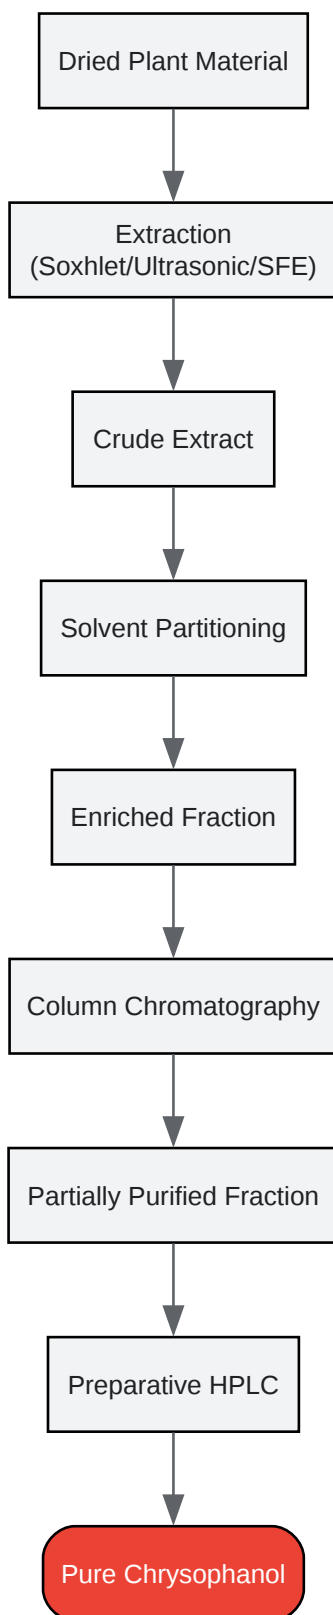 Dried Plant Material
Extraction
(Soxhlet/Ultrasonic/SFE)
Crude Extract
Solvent Partitioning
Enriched Fraction
Column Chromatography
Partially Purified Fraction
Preparative HPLC
Pure Chrysophanol